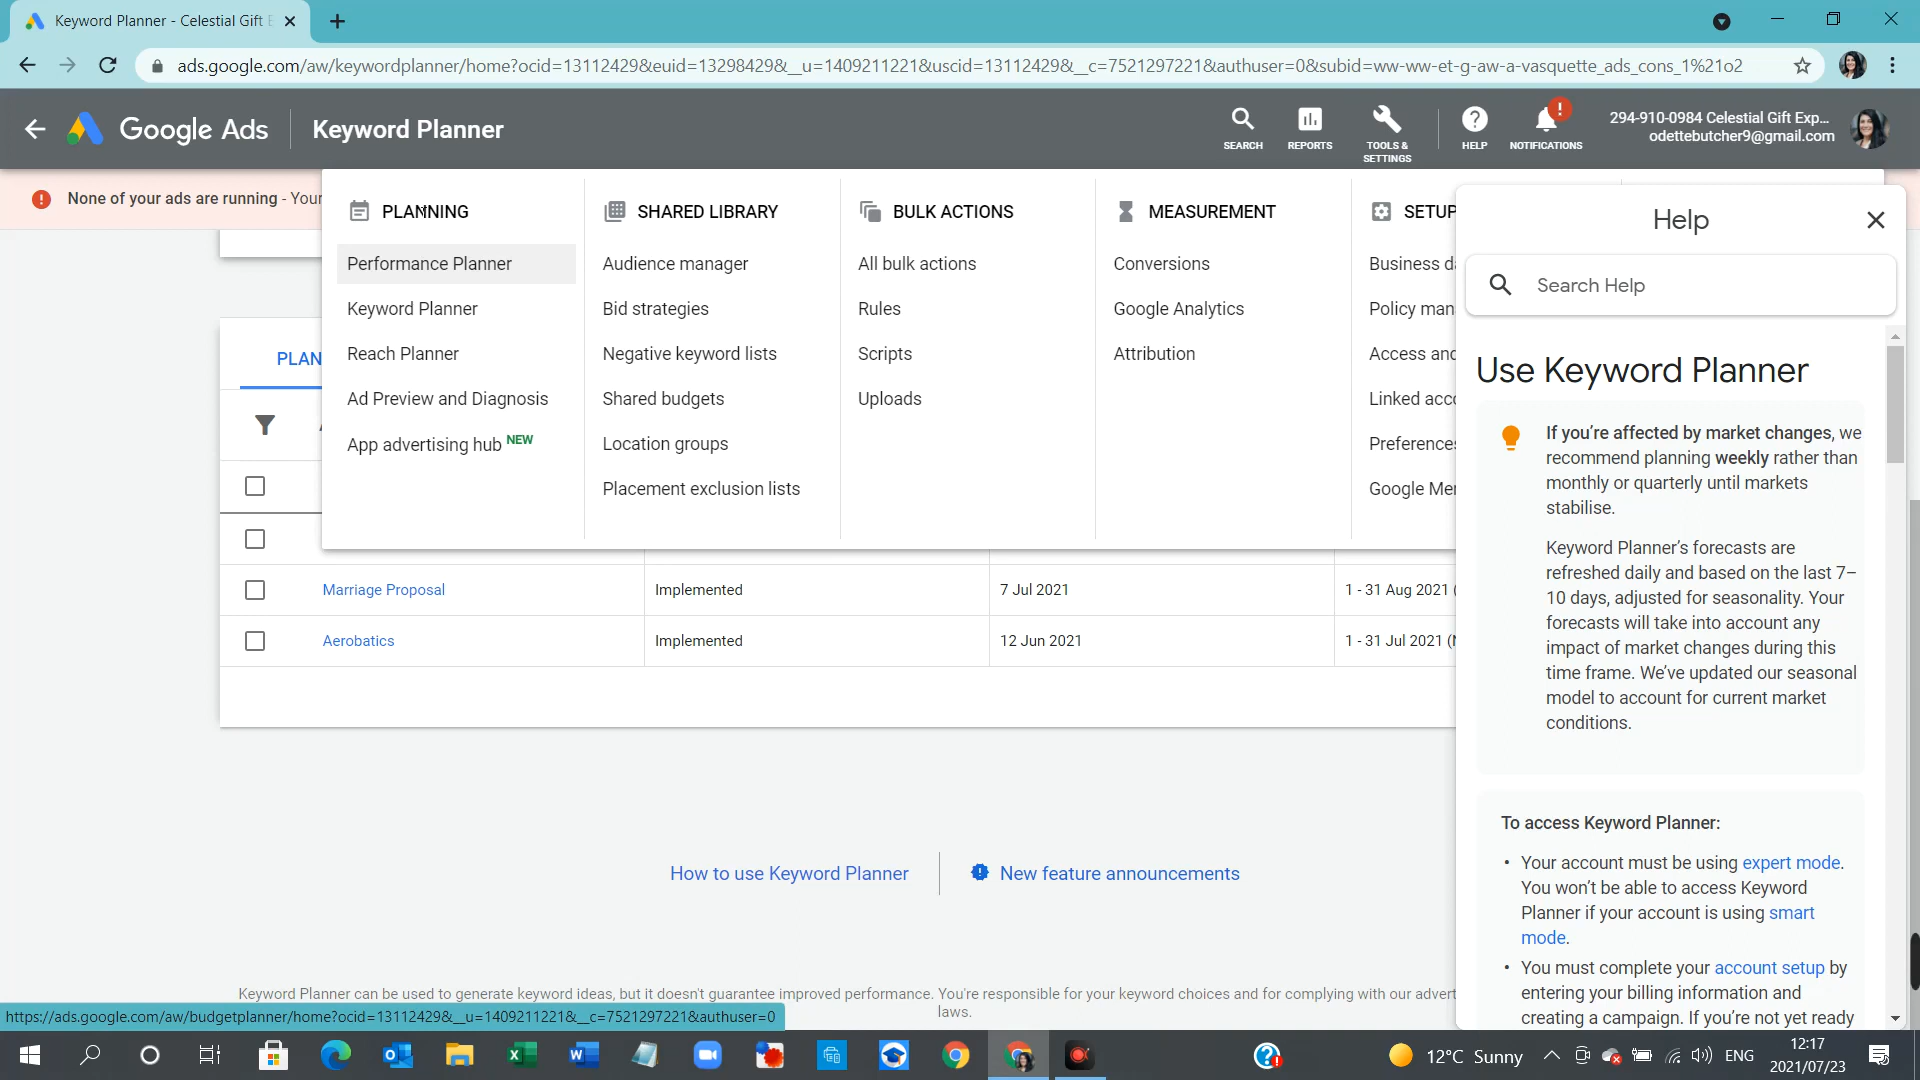 Keyword Planner - Celestial Gift E
ads.google.com/aw/keywordplanner/home?ocid=13112429&euid=13298429&__u=1409211221&uscid=13112429&__c=7521297221&authuser=0&subid=ww-ww-et-g-aw-a-vasquette_ads_cons_1%21o2
Google Ads
Keyword Planner
SEARCH
REPORTS
TOOLS &
SETTINGS
HELP
!
NOTIFICATIONS
294-910-0984 Celestial Gift Exp...
odettebutcher9@gmail.com
None of your ads are running - Your
PLANNING
Performance Planner
Keyword Planner
Reach Planner
Ad Preview and Diagnosis
App advertising hub NEW
SHARED LIBRARY
Audience manager
Bid strategies
Negative keyword lists
Shared budgets
Location groups
Placement exclusion lists
BULK ACTIONS
All bulk actions
Rules
Scripts
Uploads
MEASUREMENT
Conversions
Google Analytics
Attribution
SETUP
Business da
Policy man
Access and
Linked acco
Preferences
Google Mer
PLAN
Marriage Proposal Implemented 7 Jul 2021 1 - 31 Aug 2021 (
Aerobatics Implemented 12 Jun 2021 1 - 31 Jul 2021 (
How to use Keyword Planner
New feature announcements
Keyword Planner can be used to generate keyword ideas, but it doesn't guarantee improved performance. You're responsible for your keyword choices and for complying with our advert
laws.
https://ads.google.com/aw/budgetplanner/home?ocid=13112429&__u=1409211221&__c=7521297221&authuser=0
Help
Search Help
Use Keyword Planner
If you're affected by market changes, we
recommend planning weekly rather than
monthly or quarterly until markets
stabilise.
Keyword Planner's forecasts are
refreshed daily and based on the last 7–
10 days, adjusted for seasonality. Your
forecasts will take into account any
impact of market changes during this
time frame. We've updated our seasonal
model to account for current market
conditions.
To access Keyword Planner:
• Your account must be using expert mode.
You won't be able to access Keyword
Planner if your account is using smart
mode.
• You must complete your account setup by
entering your billing information and
creating a campaign. If you're not yet ready
12°C Sunny
ENG
12:17
2021/07/23